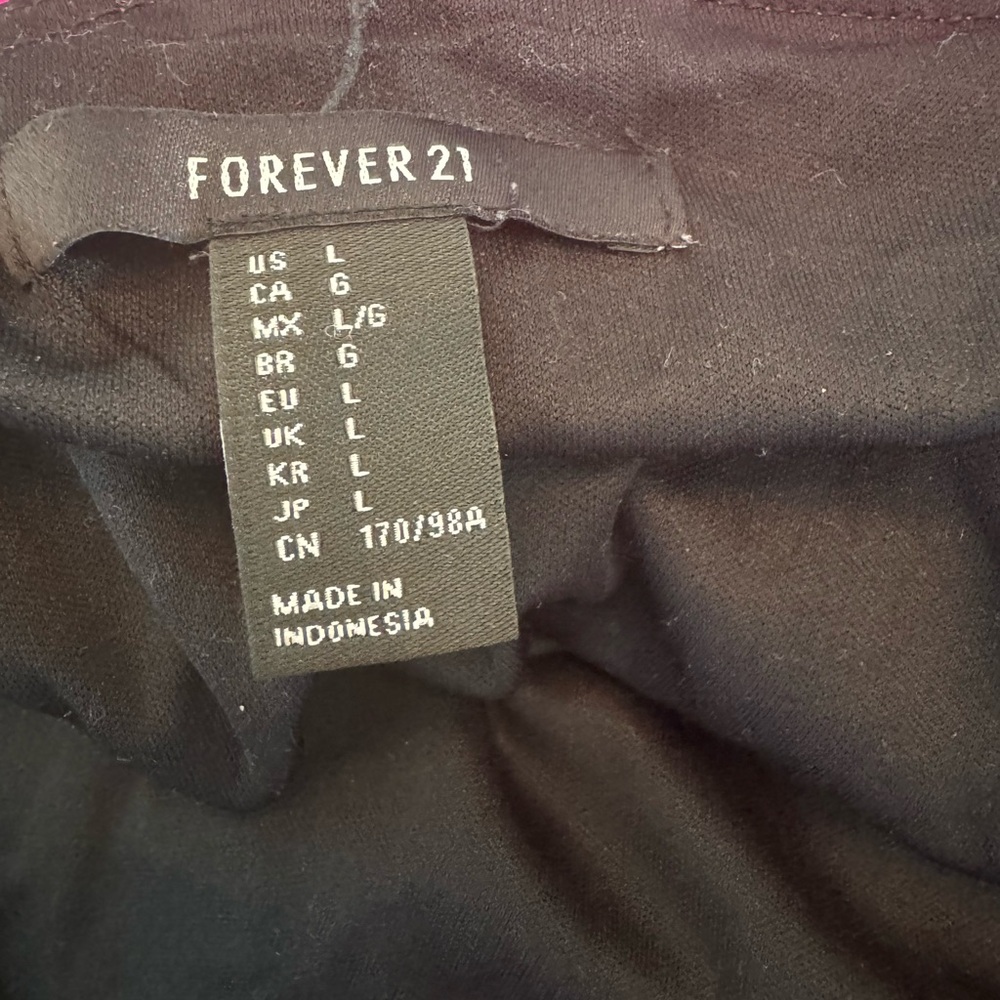 FOREVER 21
US L
CA G
MX L/G
BR G
EU L
UK L
KR L
JP L
CN 170/98A
MADE IN
INDONESIA